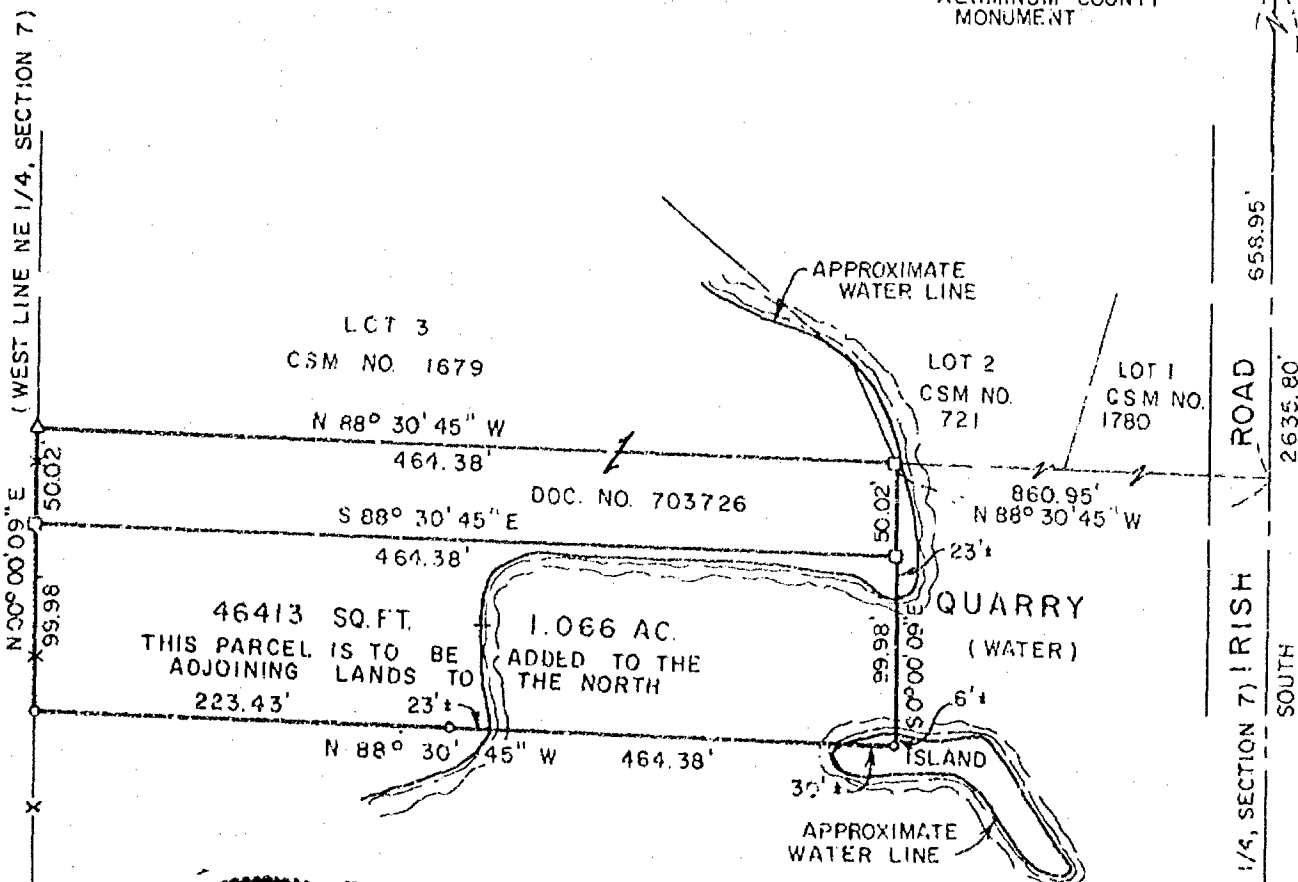 MONUMENT
(WEST LINE NE 1/4, SECTION 7)
658.95'
APPROXIMATE
WATER LINE
LOT 3
CSM NO. 1679
LOT 2
CSM NO.
721
LOT 1
CSM NO.
1780
ROAD
2635.80'
N 88° 30' 45" W
464.38'
50.02'
DOC. NO. 703726
860.95'
N 88° 30' 45" W
50.02'
S 88° 30' 45" E
464.38'
23'±
N 00° 00' 09" E
99.98'
46413 SQ. FT.
1.066 AC.
THIS PARCEL IS TO BE ADDED TO THE
ADJOINING LANDS TO THE NORTH
QUARRY
(WATER)
99.98'
S 0° 00' 09" E
IRISH
SOUTH
223.43'
23'±
6'±
N 88° 30' 45" W
464.38'
ISLAND
30'±
APPROXIMATE
WATER LINE
1/4, SECTION 7)